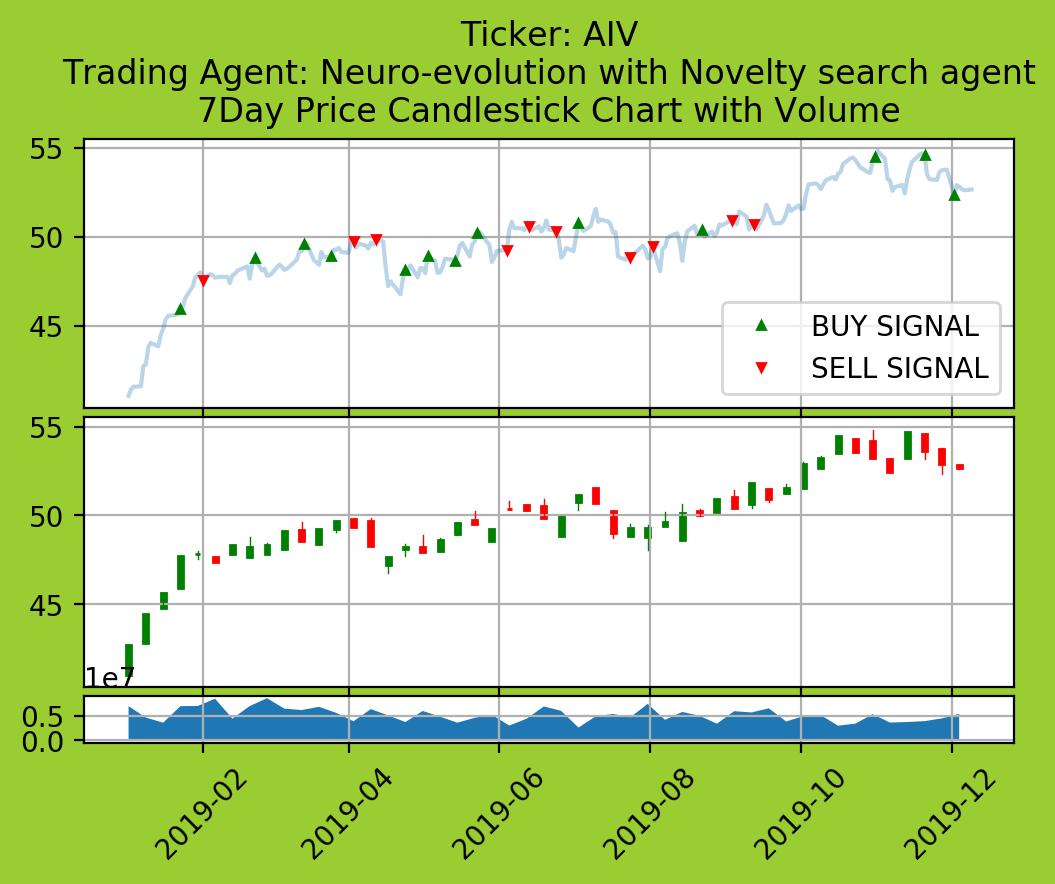 Ticker: AIV
Trading Agent: Neuro-evolution with Novelty search agent
7Day Price Candlestick Chart with Volume
55
50
45
BUY SIGNAL
SELL SIGNAL
55
50
45
1e7
0.5
0.0
2019-02
2019-04
2019-06
2019-08
2019-10
2019-12